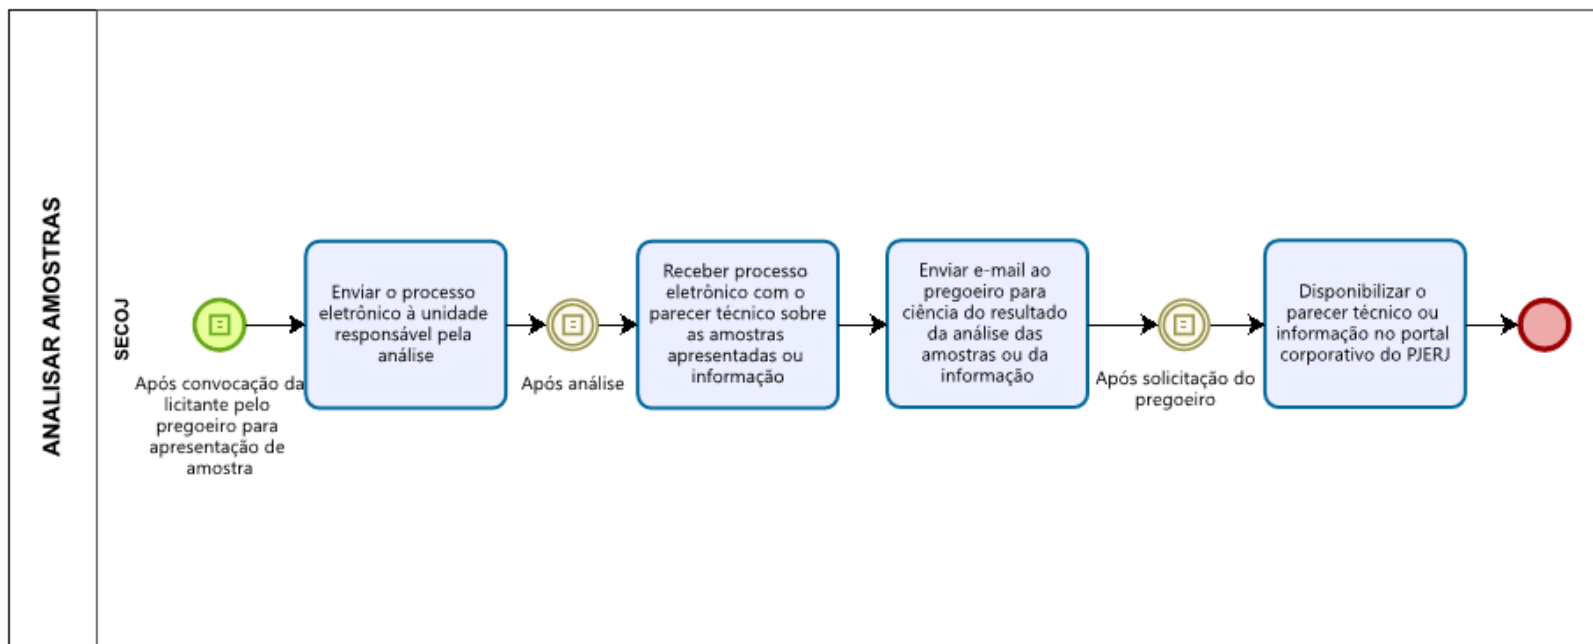 ANALISAR AMOSTRAS
SECOJ
Após convocação da
licitante pelo
pregoeiro para
apresentação de
amostra
Enviar o processo
eletrônico à unidade
responsável pela
análise
Após análise
Receber processo
eletrônico com o
parecer técnico sobre
as amostras
apresentadas ou
informação
Enviar e-mail ao
pregoeiro para
ciência do resultado
da análise das
amostras ou da
informação
Após solicitação do
pregoeiro
Disponibilizar o
parecer técnico ou
informação no portal
corporativo do PJERJ